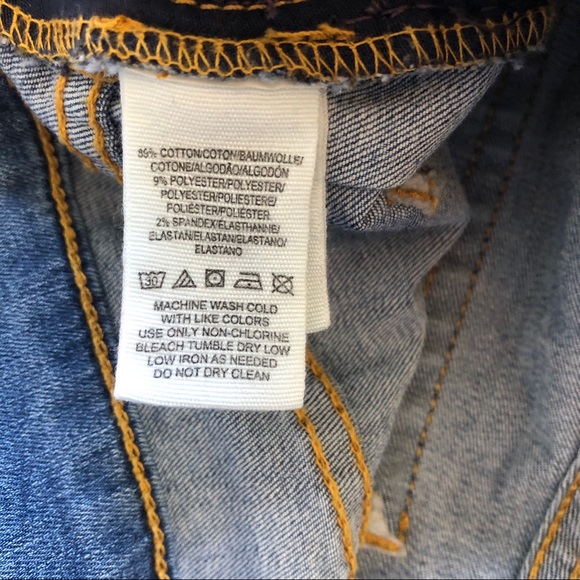 89% COTTON/COTON/BAUMWOLLE/
COTONE/ALGODÃO/ALGODÓN
9% POLYESTER/POLYESTER/
POLYESTER/POLIESTERE/
POLIÉSTER/POLIESTER
2% SPANDEX/ELASTHANNE/
ELASTAN/ELASTAN/ELASTANO/
ELASTANO
30
MACHINE WASH COLD
WITH LIKE COLORS
USE ONLY NON-CHLORINE
BLEACH TUMBLE DRY LOW
LOW IRON AS NEEDED
DO NOT DRY CLEAN